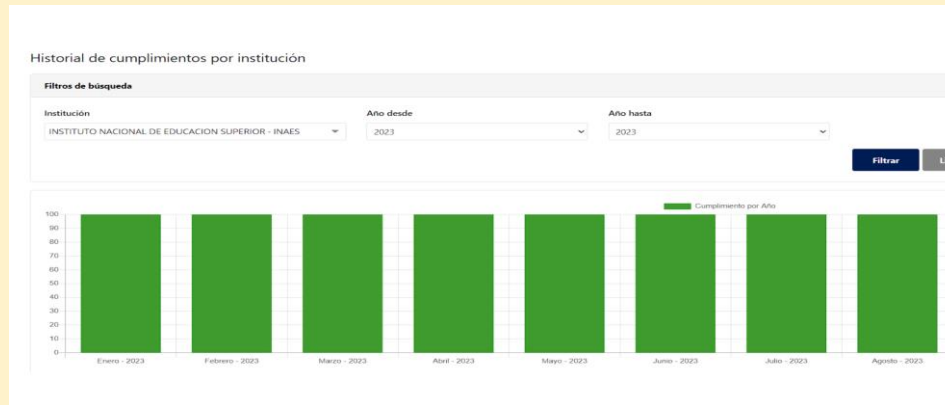 Historial de cumplimientos por institución
Filtros de búsqueda
Institución Año desde Año hasta
INSTITUTO NACIONAL DE EDUCACION SUPERIOR - INAES 2023 2023
Filtrar
Cumplimiento por Año
100
90
80
70
60
50
40
30
20
10
0
Enero - 2023 Febrero - 2023 Marzo - 2023 Abril - 2023 Mayo - 2023 Junio - 2023 Julio - 2023 Agosto - 2023